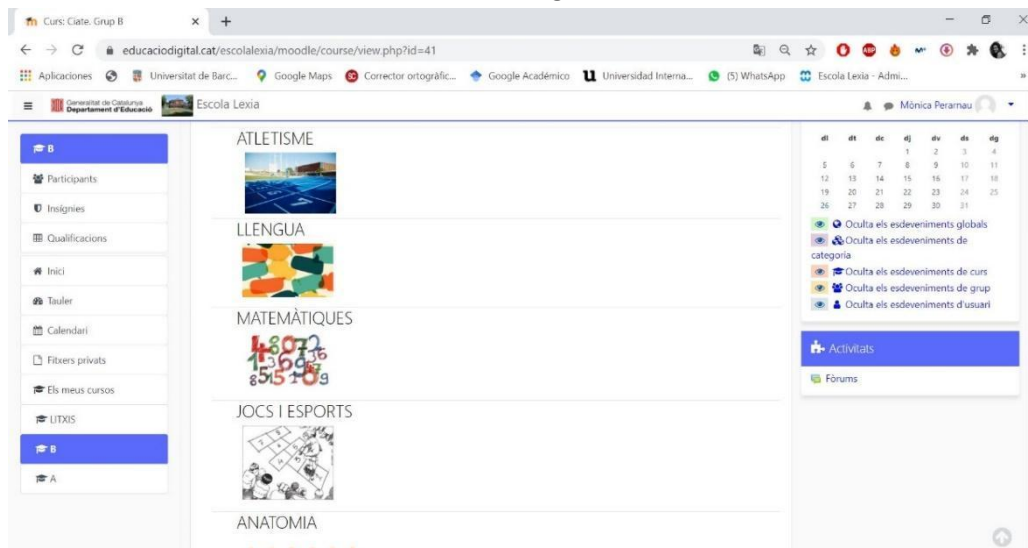 Curs: Ciate. Grup B
educaciodigital.cat/escolalexia/moodle/course/view.php?id=41
Aplicaciones Universitat de Barc... Google Maps Corrector ortogràfic... Google Académico Universidad Interna... (5) WhatsApp Escola Lexia - Admi...
Generalitat de Catalunya
Departament d'Educació
Escola Lexia
Mònica Perarnau
B
Participants
Insígnies
Qualificacions
Inici
Tauler
Calendari
Fitxers privats
Els meus cursos
LITXIS
B
A
ATLETISME
LLENGUA
MATEMÀTIQUES
JOCS I ESPORTS
ANATOMIA
dl dt dc dj dv ds dg
1 2 3 4
5 6 7 8 9 10 11
12 13 14 15 16 17 18
19 20 21 22 23 24 25
26 27 28 29 30 31
Oculta els esdeveniments globals
Oculta els esdeveniments de
categoria
Oculta els esdeveniments de curs
Oculta els esdeveniments de grup
Oculta els esdeveniments d'usuari
Activitats
Fòrums